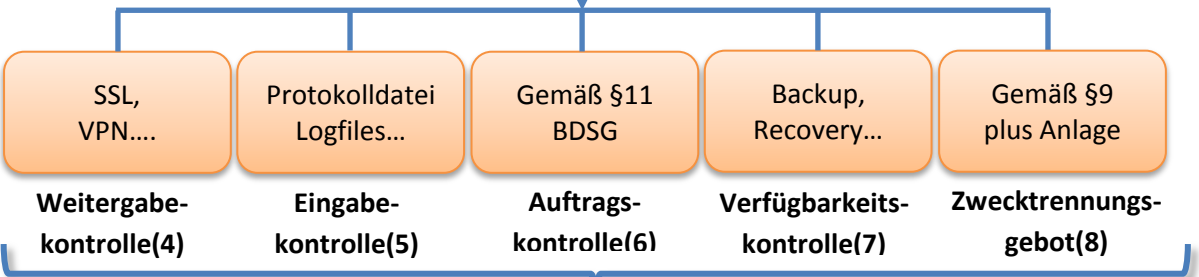 SSL,
VPN....
Protokolldatei
Logfiles…
Gemäß §11
BDSG
Backup,
Recovery…
Gemäß §9
plus Anlage
Weitergabe-
kontrolle(4)
Eingabe-
kontrolle(5)
Auftrags-
kontrolle(6)
Verfügbarkeits-
kontrolle(7)
Zwecktrennungs-
gebot(8)